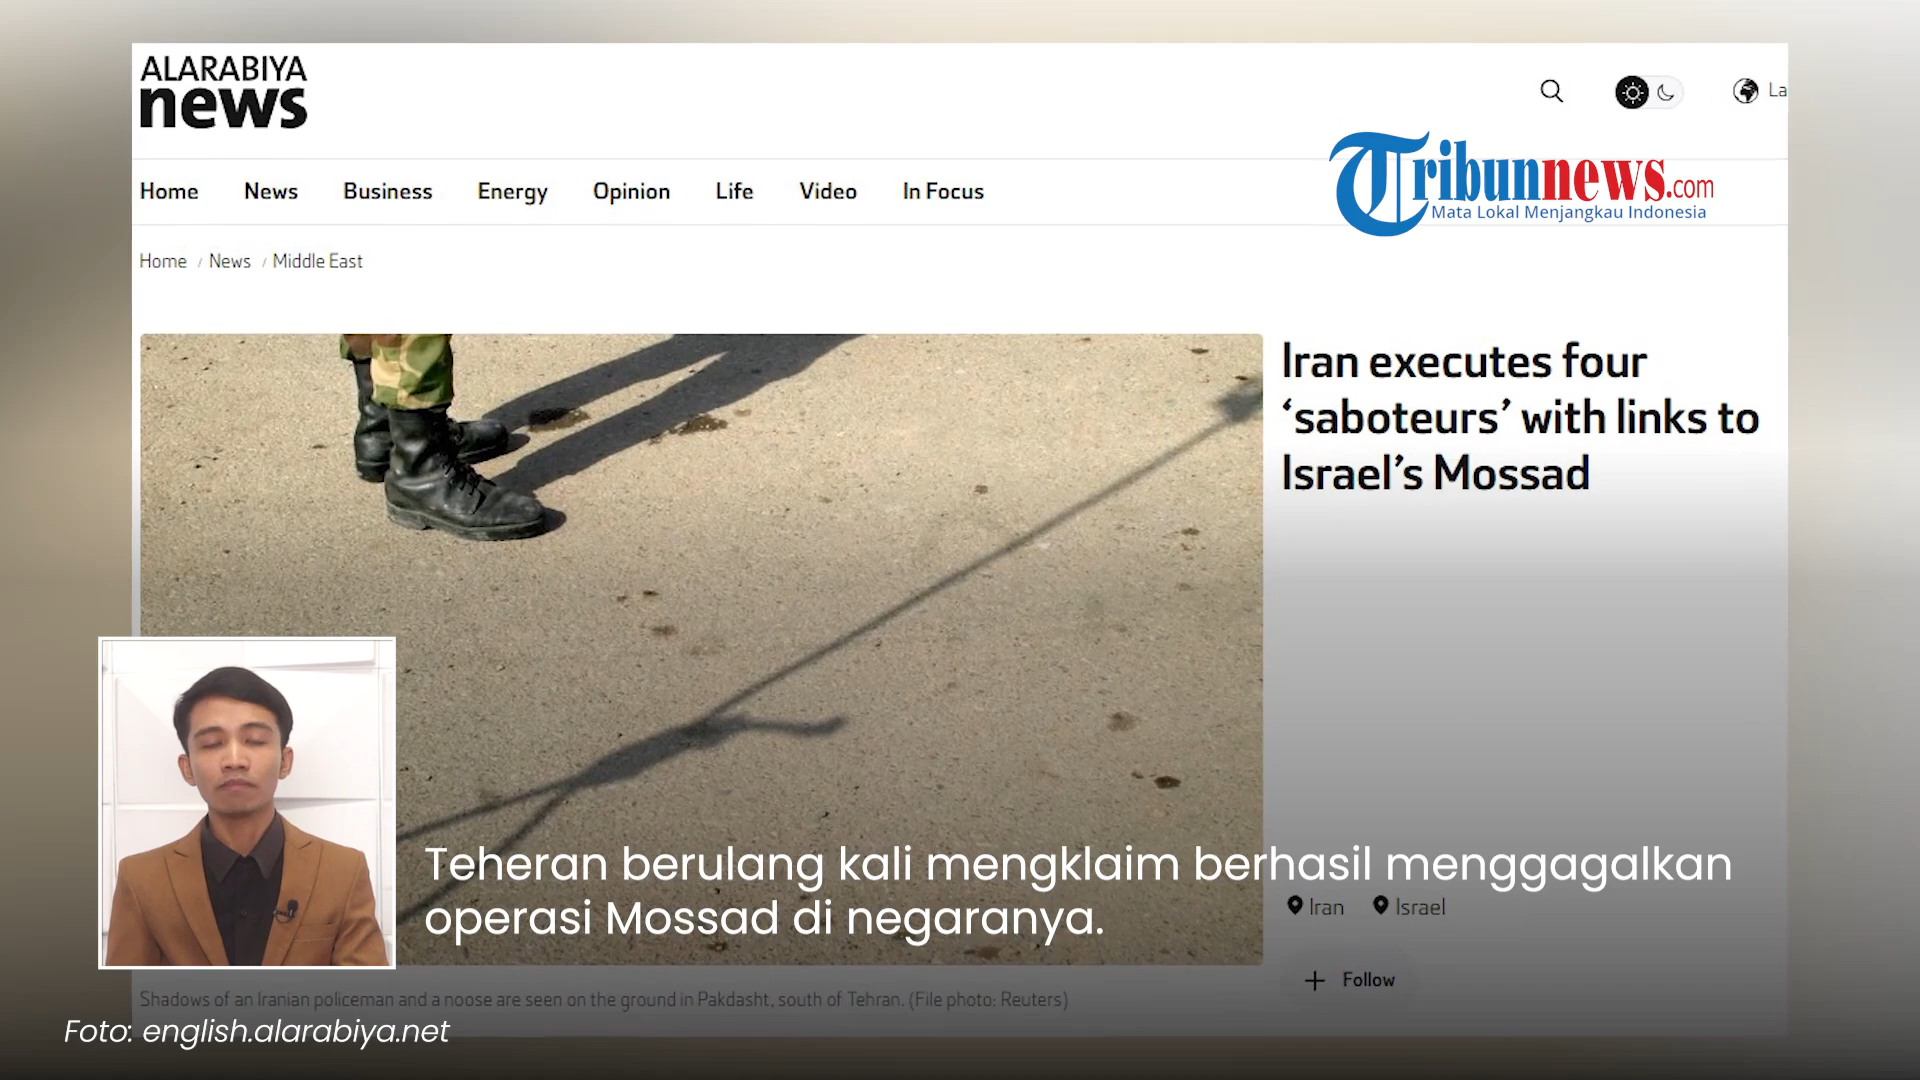 ALARABIYA
news
La
Tribunnews.com
Mata Lokal Menjangkau Indonesia
Home News Business Energy Opinion Life Video In Focus
Home / News / Middle East
Iran executes four
‘saboteurs’ with links to
Israel’s Mossad
Teheran berulang kali mengklaim berhasil menggagalkan
operasi Mossad di negaranya.
Iran Israel
+ Follow
Shadows of an Iranian policeman and a noose are seen on the ground in Pakdasht, south of Tehran. (File photo: Reuters)
Foto: english.alarabiya.net